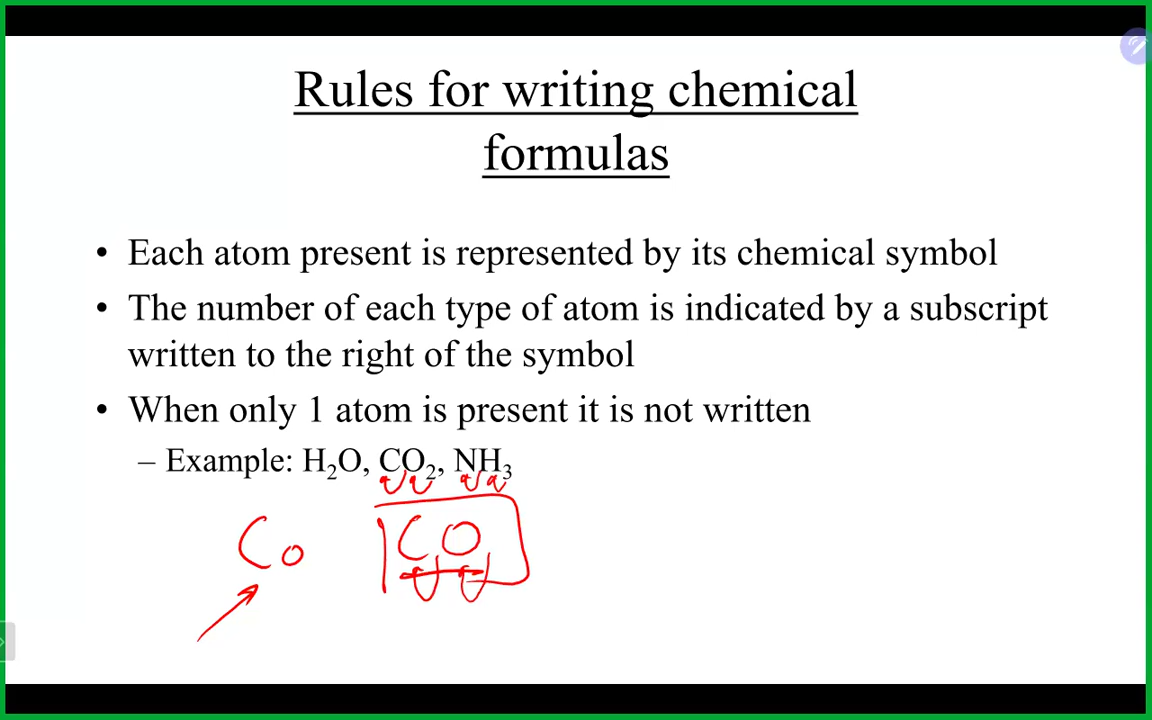 Rules for writing chemical
formulas
• Each atom present is represented by its chemical symbol
• The number of each type of atom is indicated by a subscript
written to the right of the symbol
• When only 1 atom is present it is not written
– Example: H₂O, CO₂, NH₃
Co CO